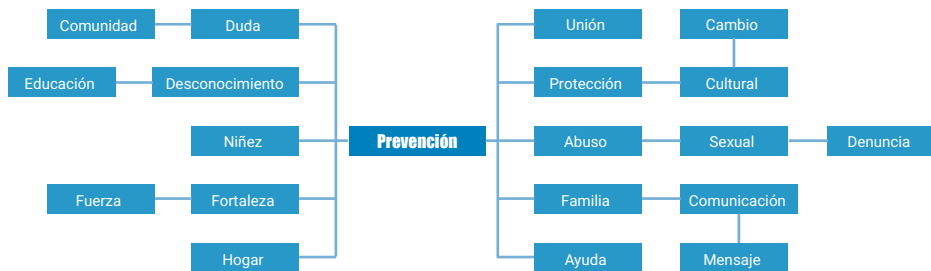 Comunidad
Duda
Unión
Cambio
Educación
Desconocimiento
Protección
Cultural
Niñez
Prevención
Abuso
Sexual
Denuncia
Fuerza
Fortaleza
Familia
Comunicación
Hogar
Ayuda
Mensaje